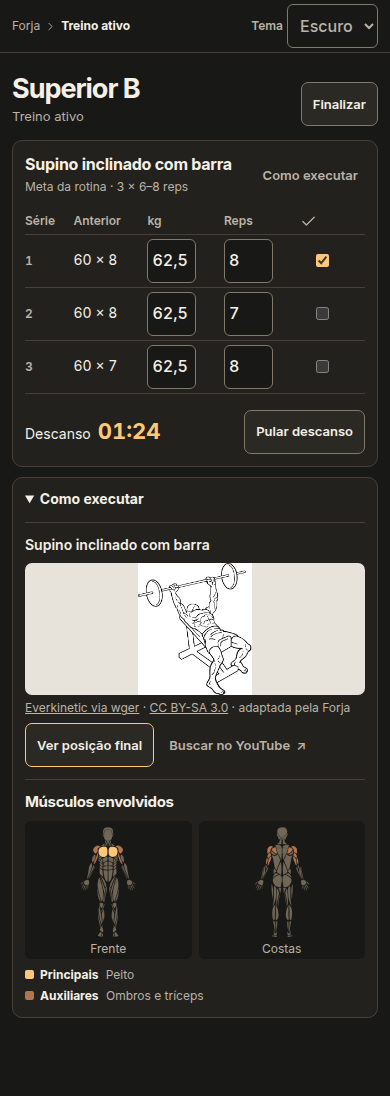 Forja > Treino ativo Tema Escuro
Superior B
Treino ativo
Finalizar
Supino inclinado com barra
Meta da rotina · 3 × 6–8 reps
Como executar
Série Anterior kg Reps ✓
1 60 × 8 62,5 8
2 60 × 8 62,5 7
3 60 × 7 62,5 8
Descanso 01:24
Pular descanso
▼ Como executar
Supino inclinado com barra
Everkinetic via wger · CC BY-SA 3.0 · adaptada pela Forja
Ver posição final
Buscar no YouTube ↗
Músculos envolvidos
Frente
Costas
Principais Peito
Auxiliares Ombros e tríceps